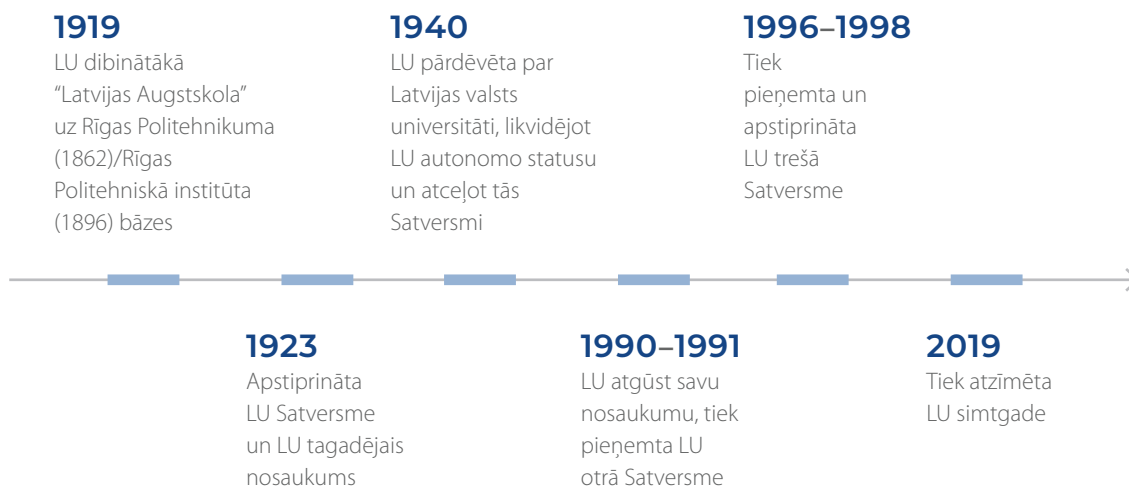 1919
LU dibinātākā
“Latvijas Augstskola”
uz Rīgas Politehnikuma
(1862)/Rīgas
Politehniskā institūta
(1896) bāzes
1940
LU pārdēvēta par
Latvijas valsts
universitāti, likvidējot
LU autonomo statusu
un atceļot tās
Satversmi
1996–1998
Tiek
pieņemta un
apstiprināta
LU trešā
Satversme
1923
Apstiprināta
LU Satversme
un LU tagadējais
nosaukums
1990–1991
LU atgūst savu
nosaukumu, tiek
pieņemta LU
otrā Satversme
2019
Tiek atzīmēta
LU simtgade